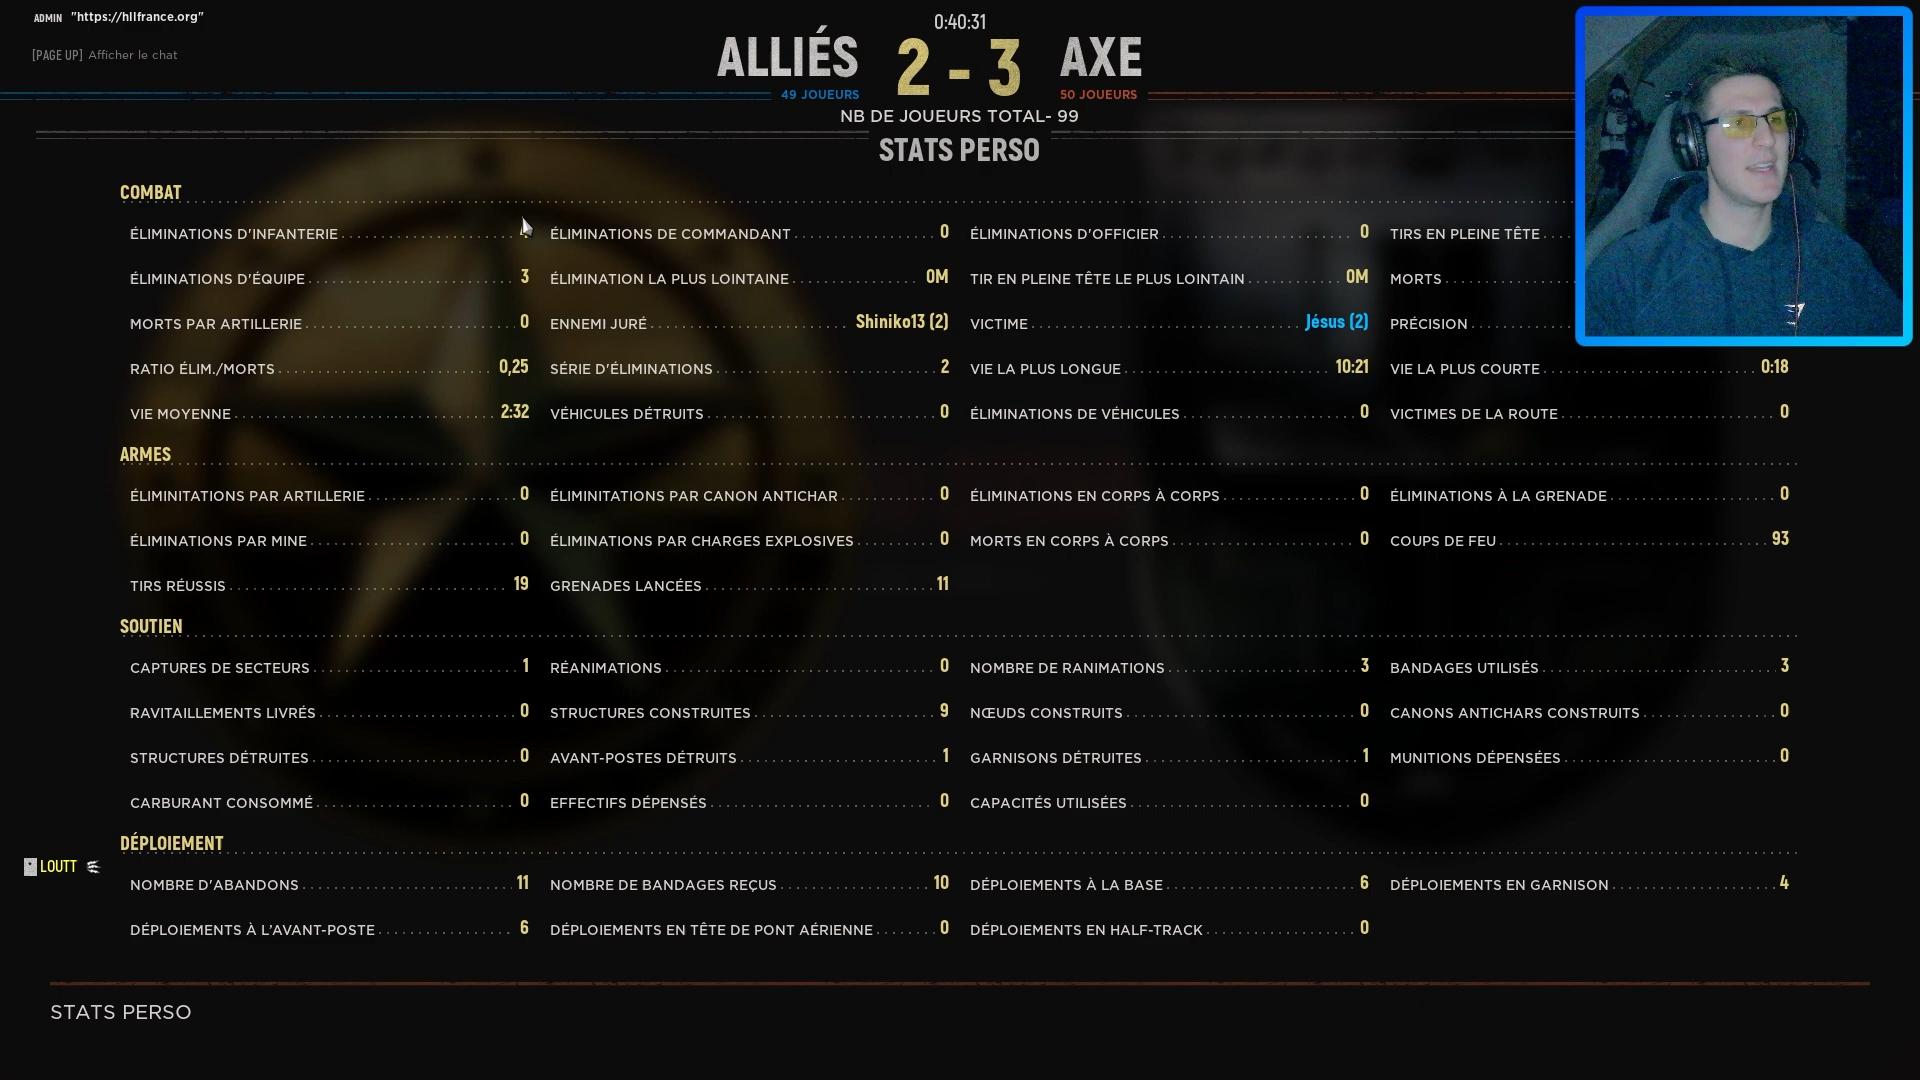 ADMIN "https://hllfrance.org"
[PAGE UP] Afficher le chat
0:40:31
ALLIÉS 2 - 3 AXE
49 JOUEURS 50 JOUEURS
NB DE JOUEURS TOTAL- 99
STATS PERSO
COMBAT
ÉLIMINATIONS D'INFANTERIE ÉLIMINATIONS DE COMMANDANT 0 ÉLIMINATIONS D'OFFICIER 0 TIRS EN PLEINE TÊTE
ÉLIMINATIONS D'ÉQUIPE 3 ÉLIMINATION LA PLUS LOINTAINE 0M TIR EN PLEINE TÊTE LE PLUS LOINTAIN 0M MORTS
MORTS PAR ARTILLERIE 0 ENNEMI JURÉ Shiniko13 (2) VICTIME Jésus (2) PRÉCISION
RATIO ÉLIM./MORTS 0,25 SÉRIE D'ÉLIMINATIONS 2 VIE LA PLUS LONGUE 10:21 VIE LA PLUS COURTE 0:18
VIE MOYENNE 2:32 VÉHICULES DÉTRUITS 0 ÉLIMINATIONS DE VÉHICULES 0 VICTIMES DE LA ROUTE 0
ARMES
ÉLIMINITATIONS PAR ARTILLERIE 0 ÉLIMINITATIONS PAR CANON ANTICHAR 0 ÉLIMINATIONS EN CORPS À CORPS 0 ÉLIMINATIONS À LA GRENADE 0
ÉLIMINATIONS PAR MINE 0 ÉLIMINATIONS PAR CHARGES EXPLOSIVES 0 MORTS EN CORPS À CORPS 0 COUPS DE FEU 93
TIRS RÉUSSIS 19 GRENADES LANCÉES 11
SOUTIEN
CAPTURES DE SECTEURS 1 RÉANIMATIONS 0 NOMBRE DE RANIMATIONS 3 BANDAGES UTILISÉS 3
RAVITAILLEMENTS LIVRÉS 0 STRUCTURES CONSTRUITES 9 NŒUDS CONSTRUITS 0 CANONS ANTICHARS CONSTRUITS 0
STRUCTURES DÉTRUITES 0 AVANT-POSTES DÉTRUITS 1 GARNISONS DÉTRUITES 1 MUNITIONS DÉPENSÉES 0
CARBURANT CONSOMMÉ 0 EFFECTIFS DÉPENSÉS 0 CAPACITÉS UTILISÉES 0
DÉPLOIEMENT
LOUTT
NOMBRE D'ABANDONS 11 NOMBRE DE BANDAGES REÇUS 10 DÉPLOIEMENTS À LA BASE 6 DÉPLOIEMENTS EN GARNISON 4
DÉPLOIEMENTS À L'AVANT-POSTE 6 DÉPLOIEMENTS EN TÊTE DE PONT AÉRIENNE 0 DÉPLOIEMENTS EN HALF-TRACK 0
STATS PERSO